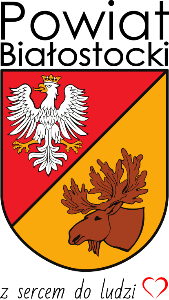 Powiat
Białostocki
z sercem do ludzi